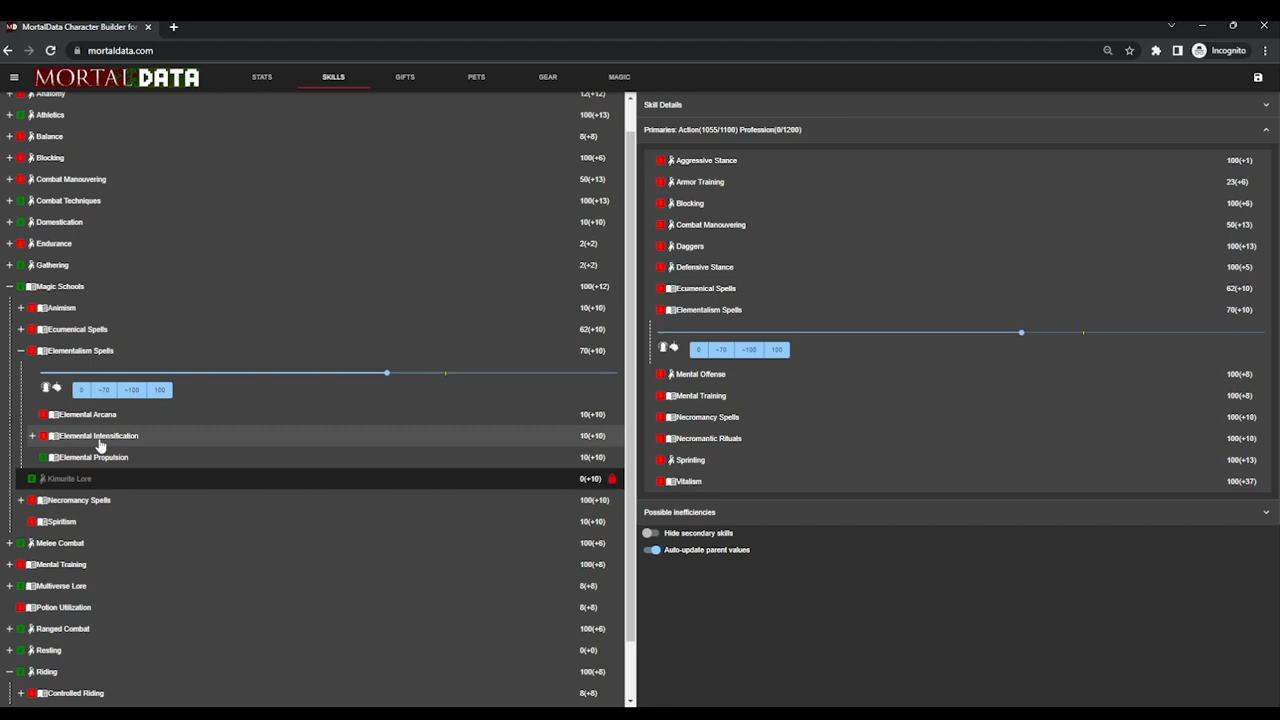 MD MortalData Character Builder for
mortaldata.com
Incognito
MORTAL DATA
STATS
SKILLS
GIFTS
PETS
GEAR
MAGIC
Anatomy 12(+12)
Athletics 100(+13)
Balance 8(+8)
Blocking 100(+6)
Combat Manouvering 50(+13)
Combat Techniques 100(+13)
Domestication 10(+10)
Endurance 2(+2)
Gathering 2(+2)
Magic Schools 100(+12)
Animism 10(+10)
Ecumenical Spells 62(+10)
Elementalism Spells 70(+10)
0 ~70 ~100 100
Elemental Arcana 10(+10)
Elemental Intensification 10(+10)
Elemental Propulsion 10(+10)
Kimurite Lore 0(+10)
Necromancy Spells 100(+10)
Spiritism 10(+10)
Melee Combat 100(+6)
Mental Training 100(+8)
Multiverse Lore 8(+8)
Potion Utilization 8(+8)
Ranged Combat 100(+6)
Resting 0(+0)
Riding 100(+8)
Controlled Riding 8(+8)
Skill Details
Primaries: Action(1055/1100) Profession(0/1200)
Aggressive Stance 100(+1)
Armor Training 23(+6)
Blocking 100(+6)
Combat Manouvering 50(+13)
Daggers 100(+13)
Defensive Stance 100(+5)
Ecumenical Spells 62(+10)
Elementalism Spells 70(+10)
0 ~70 ~100 100
Mental Offense 100(+8)
Mental Training 100(+8)
Necromancy Spells 100(+10)
Necromantic Rituals 100(+10)
Sprinting 100(+13)
Vitalism 100(+37)
Possible inefficiencies
Hide secondary skills
Auto-update parent values